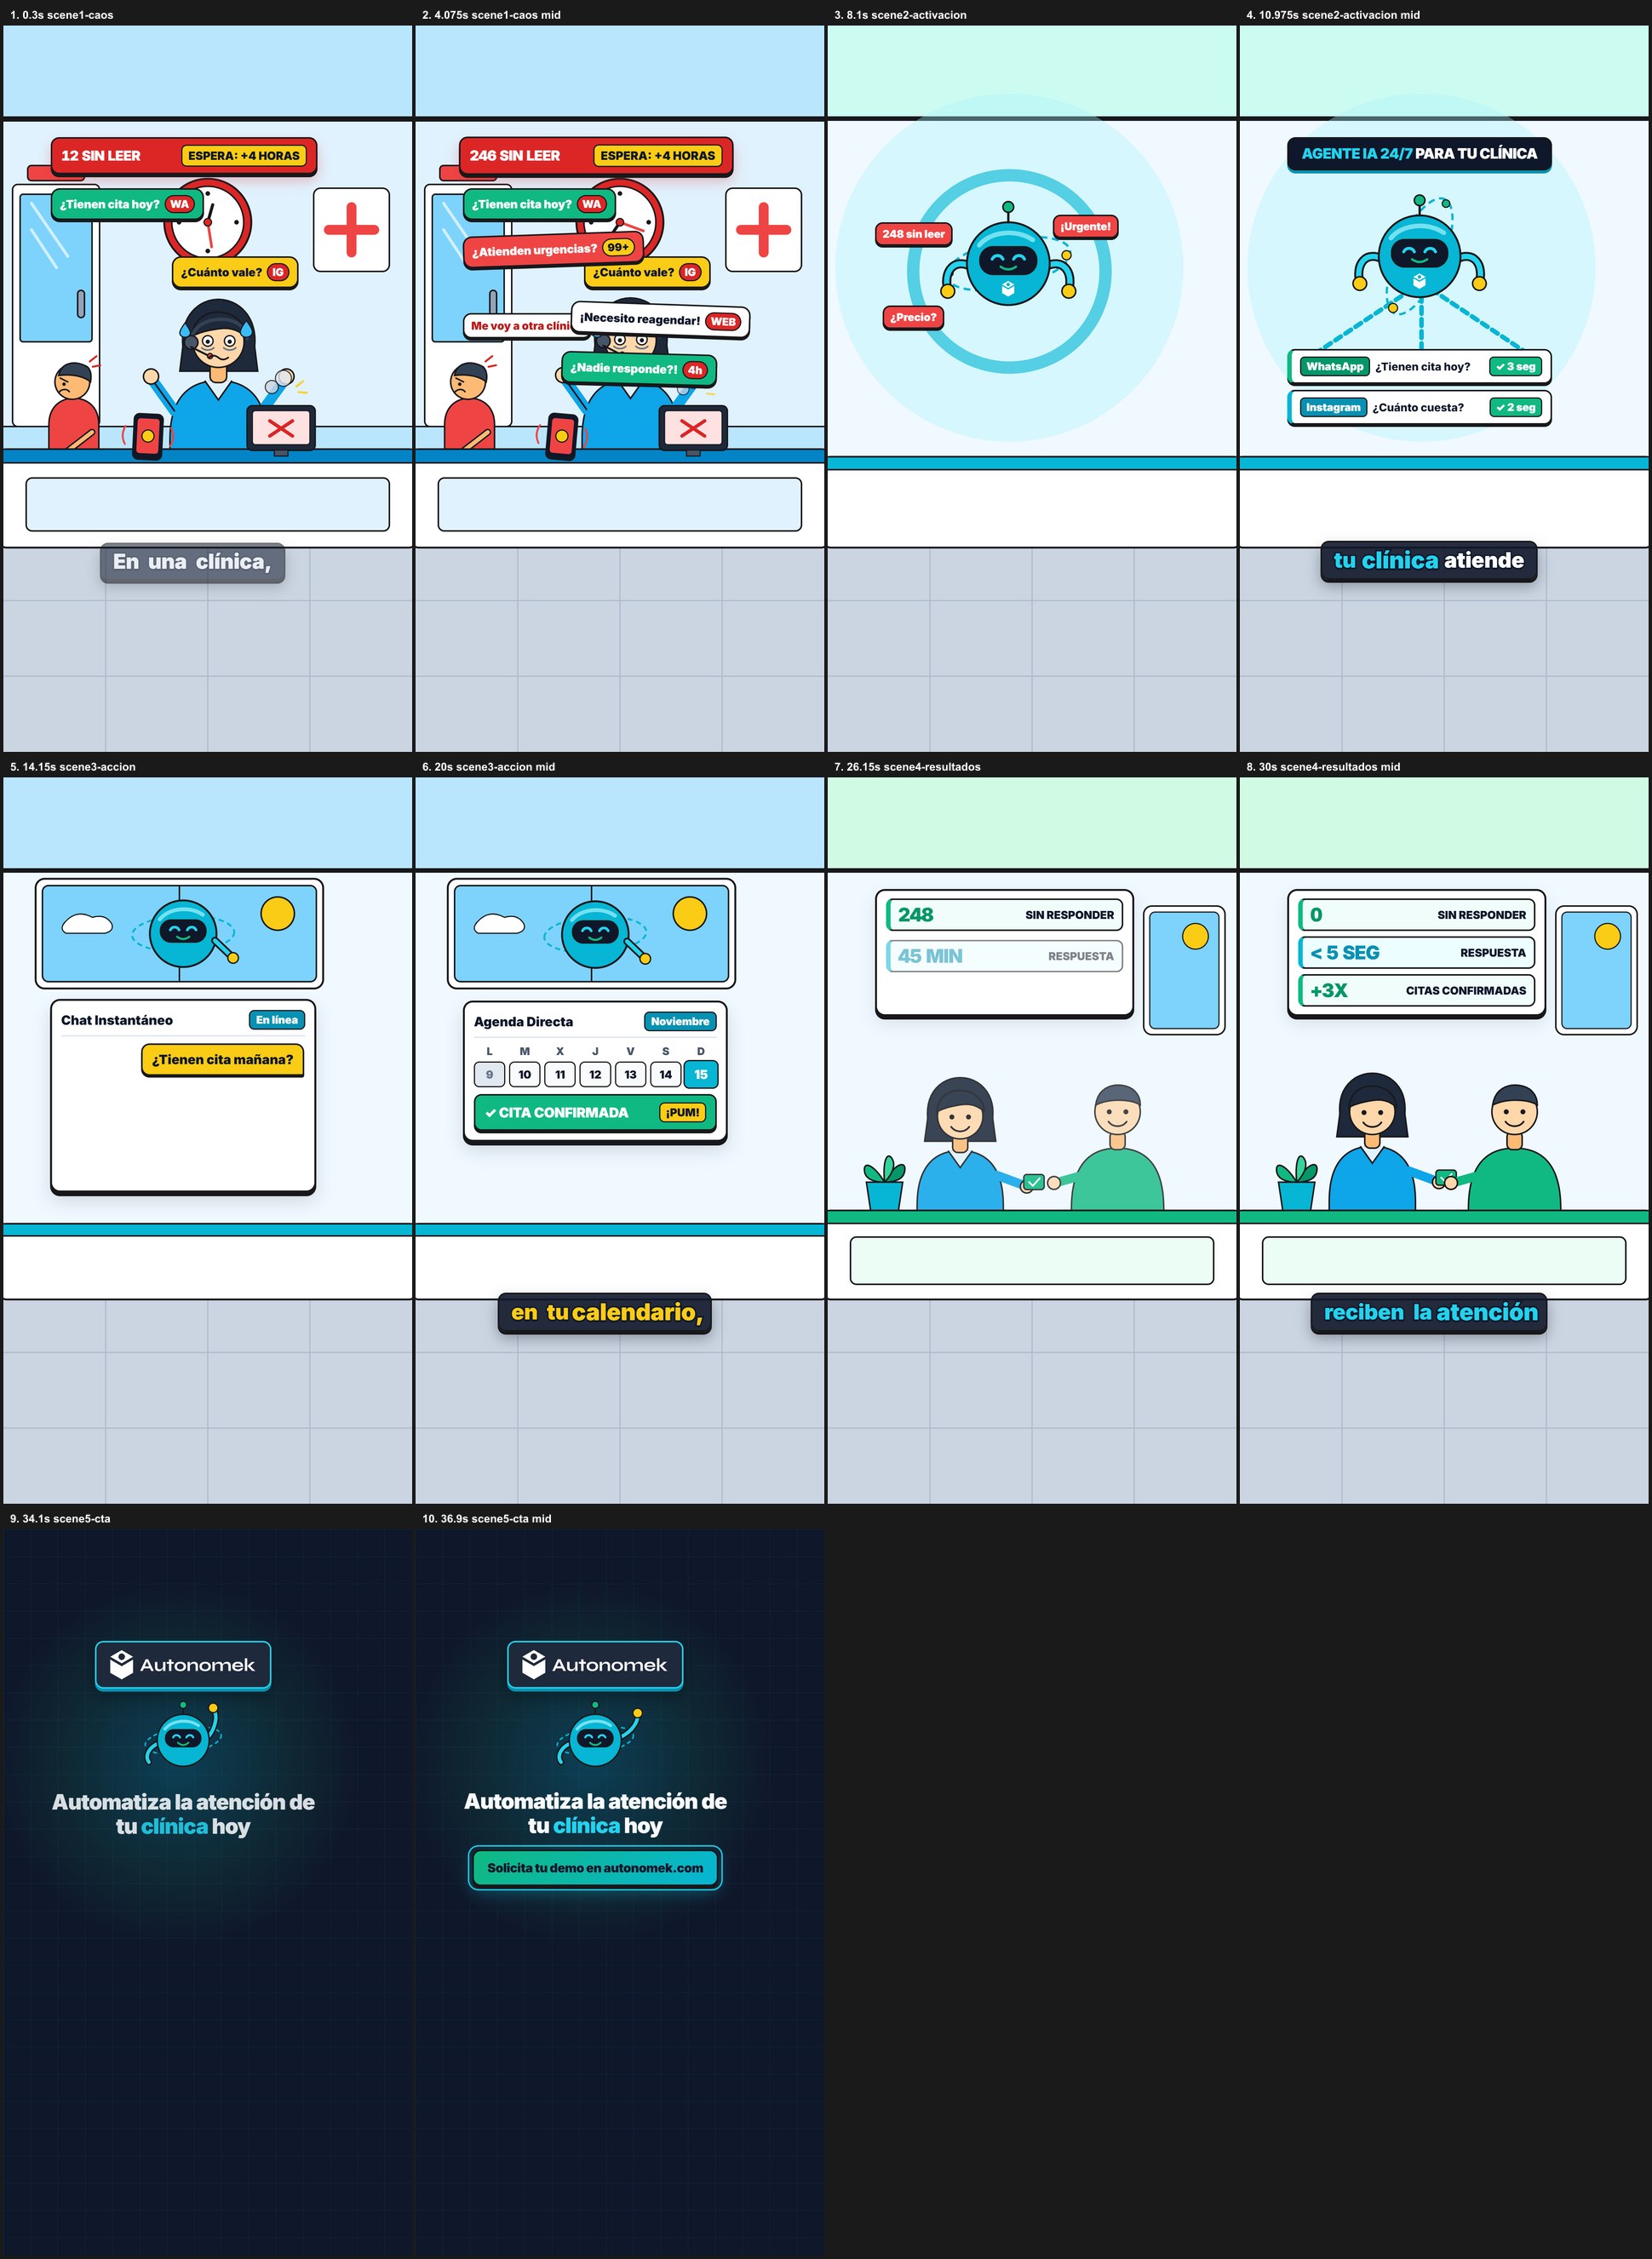 1. 0.3s scene1-caos
12 SIN LEER
ESPERA: +4 HORAS
¿Tienen cita hoy? WA
¿Cuánto vale? IG
En una clínica,
2. 4.075s scene1-caos mid
246 SIN LEER
ESPERA: +4 HORAS
¿Tienen cita hoy? WA
¿Atienden urgencias? 99+
¿Cuánto vale? IG
Me voy a otra clíni
¡Necesito reagendar! WEB
¿Nadie responde?! 4h
3. 8.1s scene2-activacion
248 sin leer
¡Urgente!
¿Precio?
4. 10.975s scene2-activacion mid
AGENTE IA 24/7 PARA TU CLÍNICA
WhatsApp ¿Tienen cita hoy? ✓ 3 seg
Instagram ¿Cuánto cuesta? ✓ 2 seg
tu clínica atiende
5. 14.15s scene3-accion
Chat Instantáneo
En línea
¿Tienen cita mañana?
6. 20s scene3-accion mid
Agenda Directa
Noviembre
L M X J V S D
9 10 11 12 13 14 15
✓ CITA CONFIRMADA ¡PUM!
en tu calendario,
7. 26.15s scene4-resultados
248 SIN RESPONDER
45 MIN RESPUESTA
8. 30s scene4-resultados mid
0 SIN RESPONDER
< 5 SEG RESPUESTA
+3X CITAS CONFIRMADAS
reciben la atención
9. 34.1s scene5-cta
Autonomek
Automatiza la atención de
tu clínica hoy
10. 36.9s scene5-cta mid
Autonomek
Automatiza la atención de
tu clínica hoy
Solicita tu demo en autonomek.com